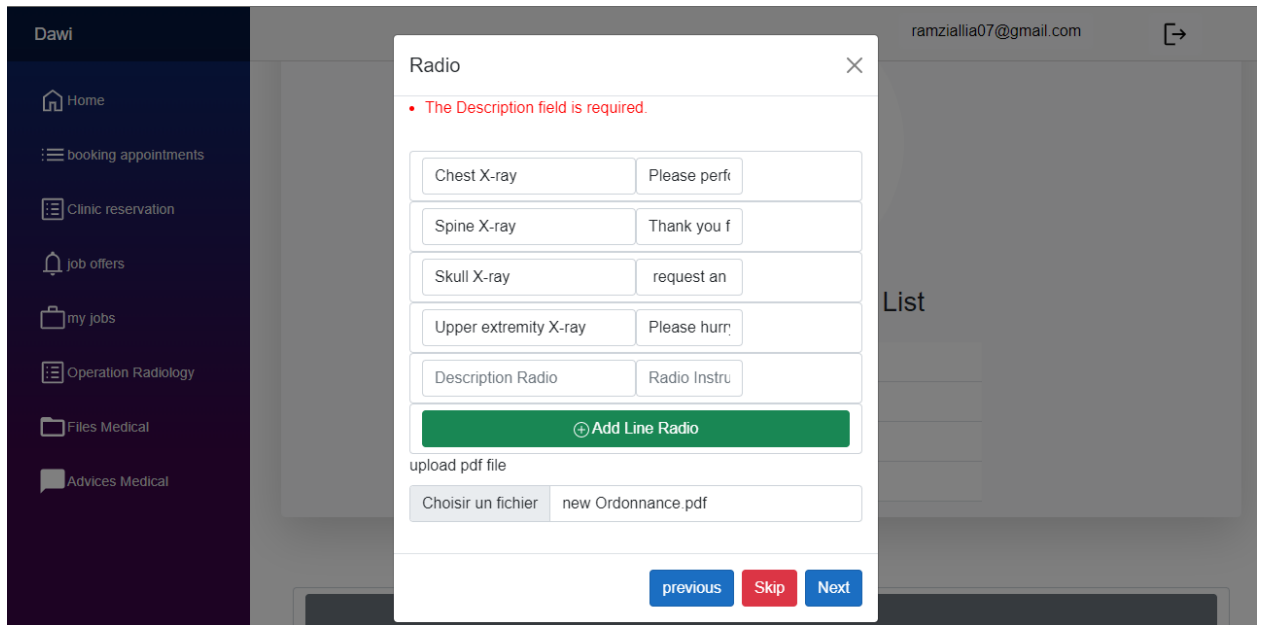 Dawi
ramziallia07@gmail.com
Home
booking appointments
Clinic reservation
job offers
my jobs
Operation Radiology
Files Medical
Advices Medical
Radio
The Description field is required.
Chest X-ray Please perfo
Spine X-ray Thank you f
Skull X-ray request an
Upper extremity X-ray Please hurry
Description Radio Radio Instru
Add Line Radio
upload pdf file
Choisir un fichier new Ordonnance.pdf
previous Skip Next
List